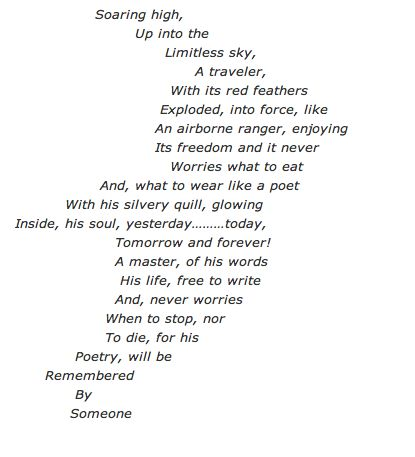 Soaring high,
Up into the
Limitless sky,
A traveler,
With its red feathers
Exploded, into force, like
An airborne ranger, enjoying
Its freedom and it never
Worries what to eat
And, what to wear like a poet
With his silvery quill, glowing
Inside, his soul, yesterday………today,
Tomorrow and forever!
A master, of his words
His life, free to write
And, never worries
When to stop, nor
To die, for his
Poetry, will be
Remembered
By
Someone